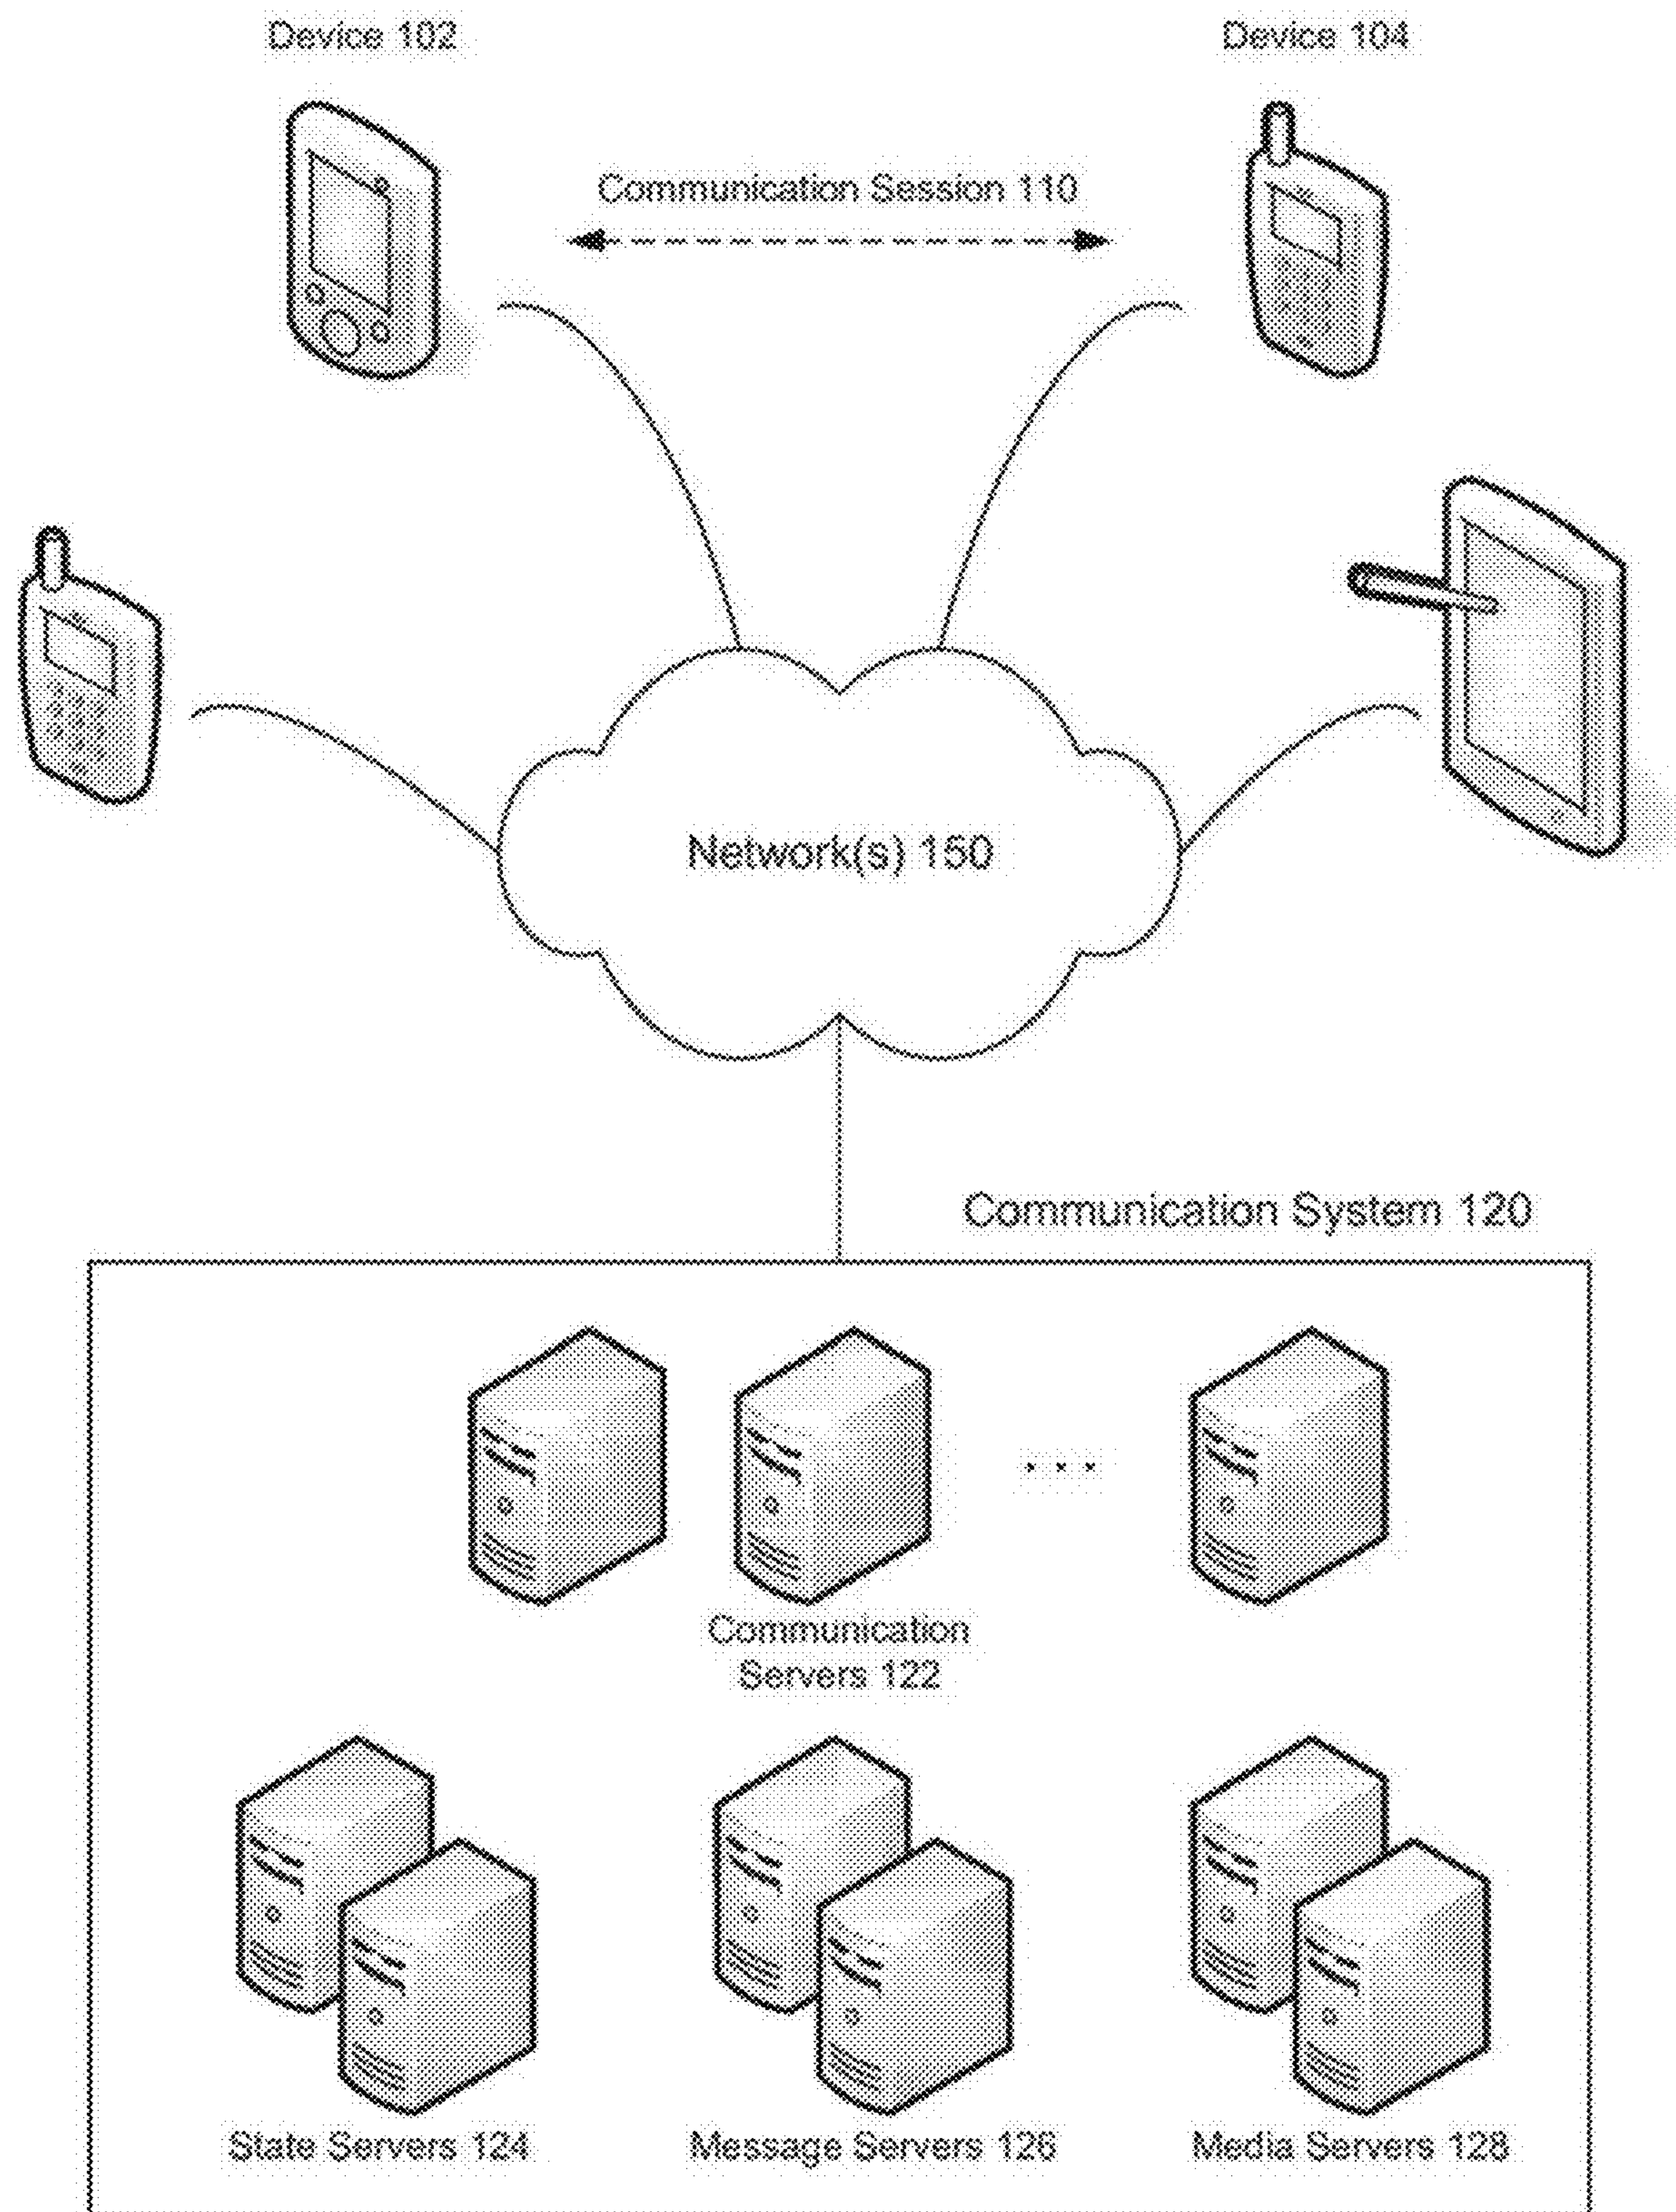 Device 102
Device 104
Communication Session 110
Network(s) 150
Communication System 120
. . .
Communication
Servers 122
State Servers 124
Message Servers 126
Media Servers 128